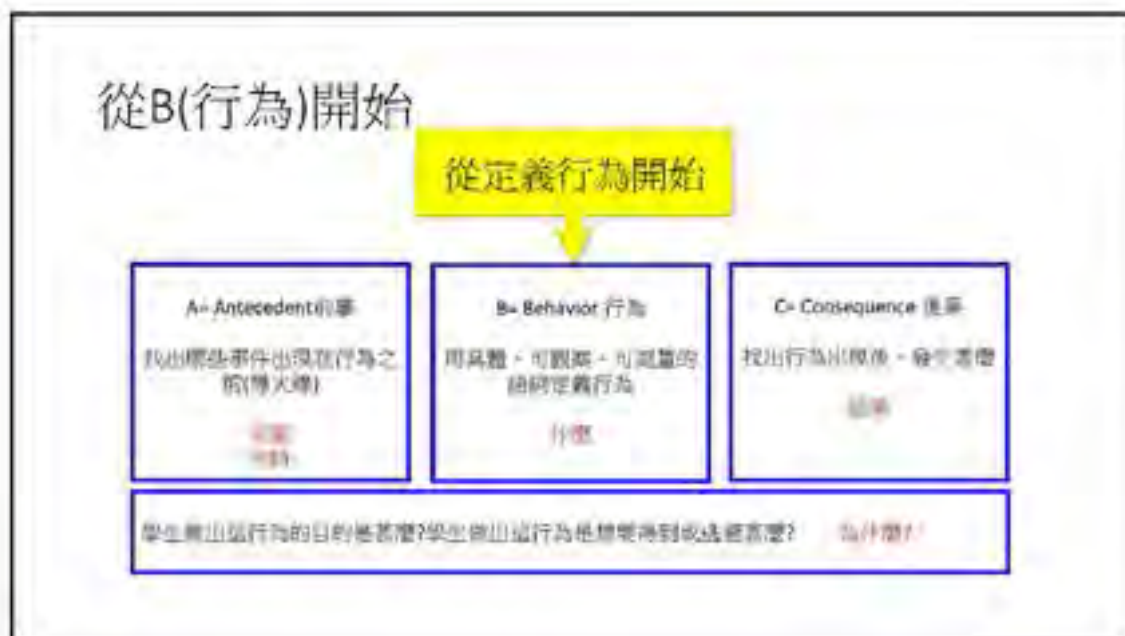 從B(行為)開始
從定義行為開始
A= Antecedent前事
找出哪些事件出現在行為之
前(導火線)
B= Behavior 行為
用具體、可觀察、可測量的
語詞定義行為
什麼
C= Consequence 後果
找出行為出現後,發生甚麼
結果
學生做出這行為的目的是甚麼?學生做出這行為是想要得到或逃避甚麼?
為什麼?